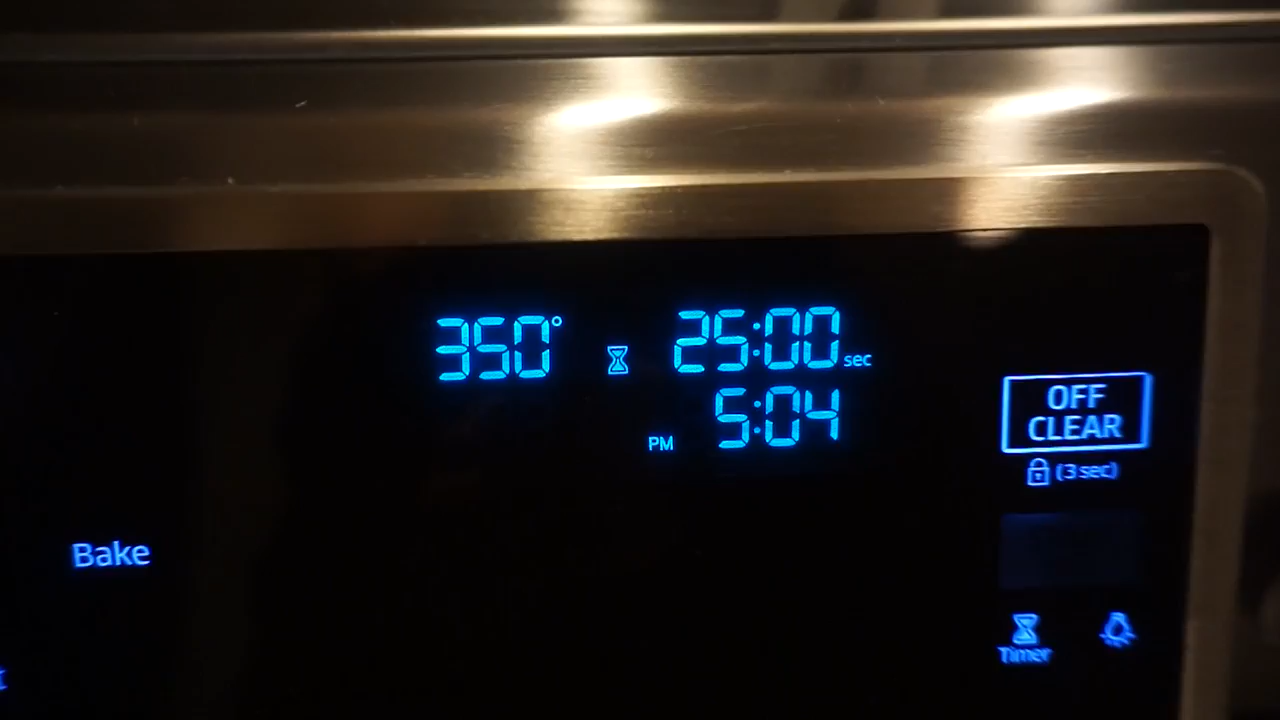 350° 25:00 sec
PM 5:04
OFF
CLEAR
(3 sec)
Bake
Timer